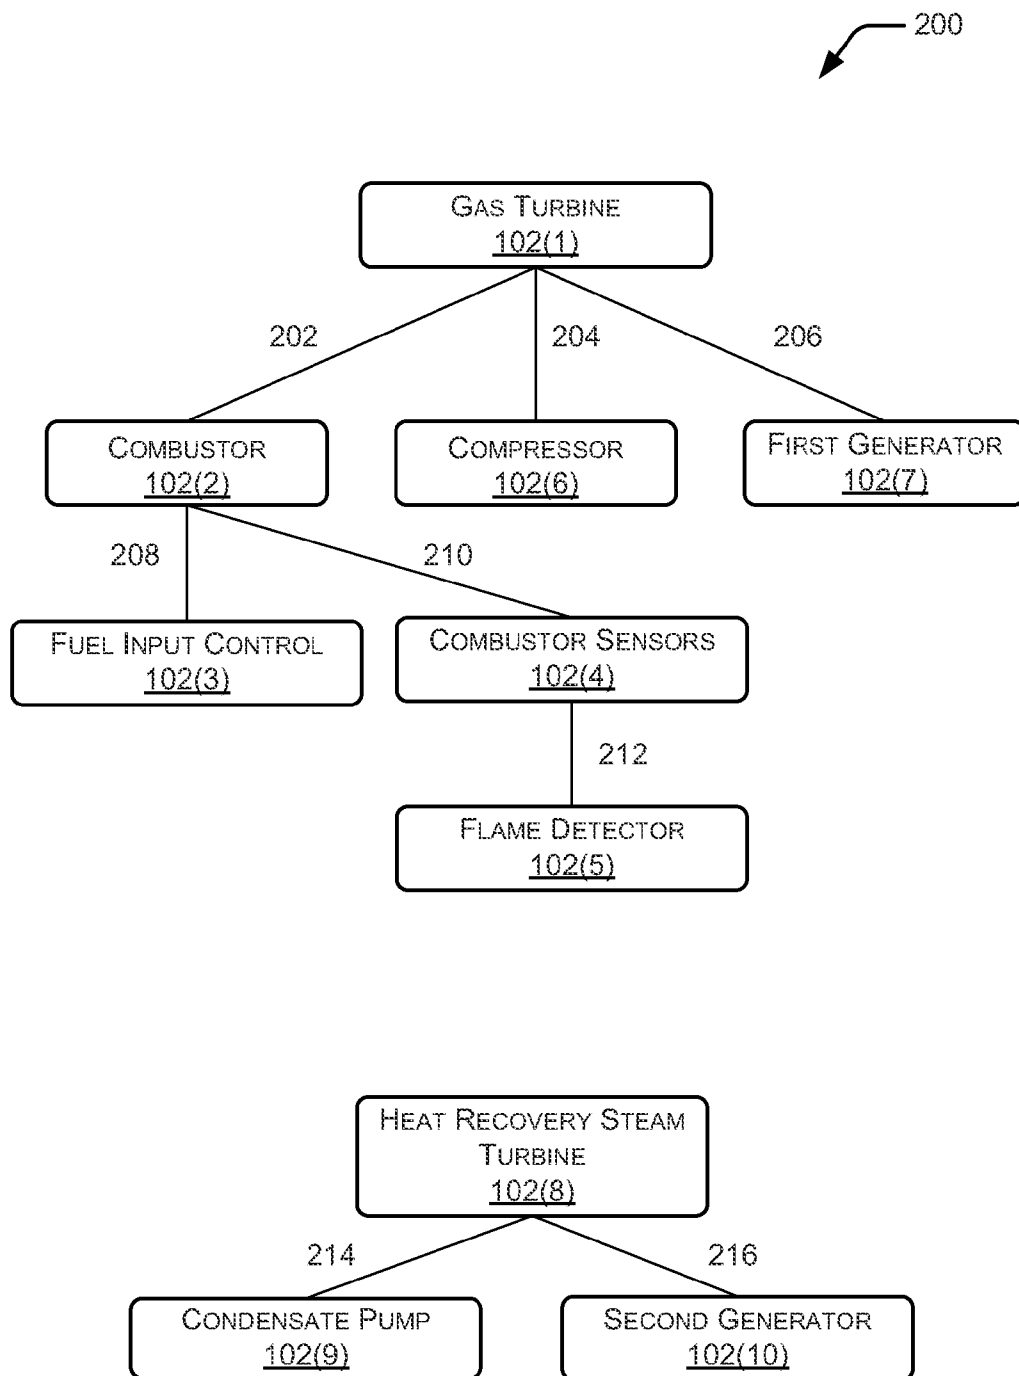 200
GAS TURBINE
102(1)
202
204
206
COMBUSTOR
102(2)
COMPRESSOR
102(6)
FIRST GENERATOR
102(7)
208
210
FUEL INPUT CONTROL
102(3)
COMBUSTOR SENSORS
102(4)
212
FLAME DETECTOR
102(5)
HEAT RECOVERY STEAM
TURBINE
102(8)
214
216
CONDENSATE PUMP
102(9)
SECOND GENERATOR
102(10)